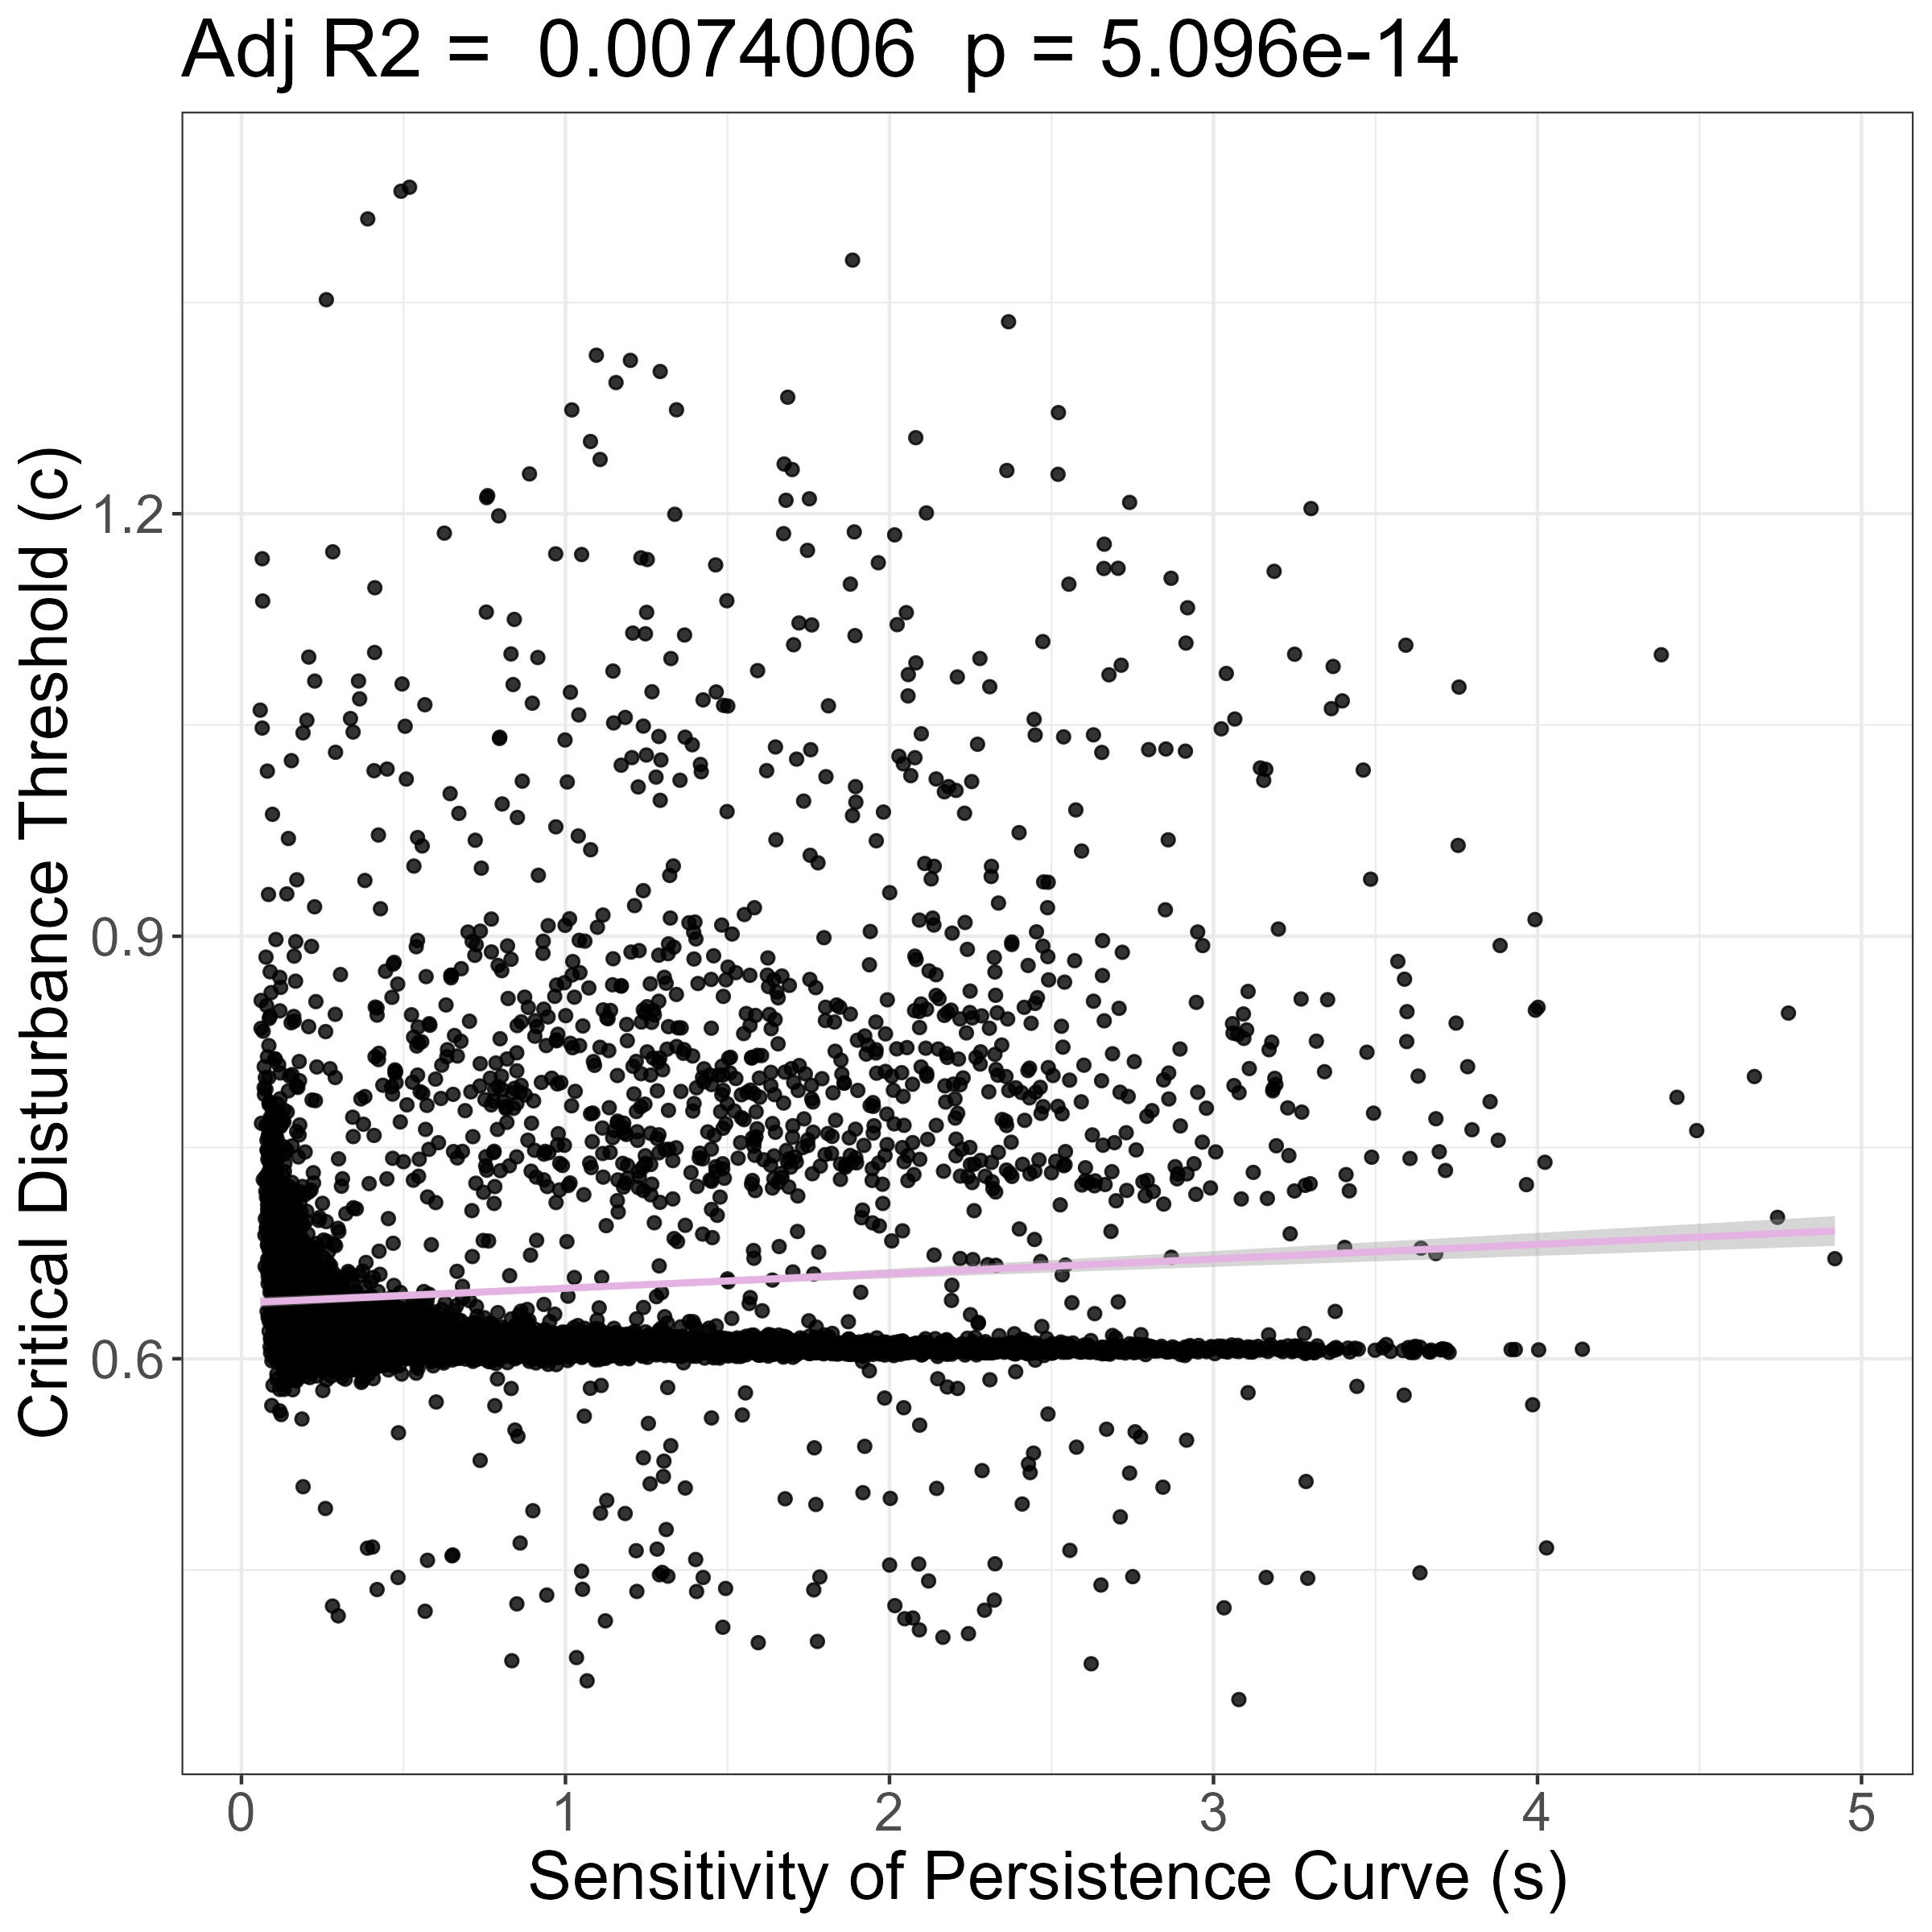 Adj R2 =  0.0074006  p = 5.096e-14
Critical Disturbance Threshold (c)
1.2
0.9
0.6
0 1 2 3 4 5
Sensitivity of Persistence Curve (s)